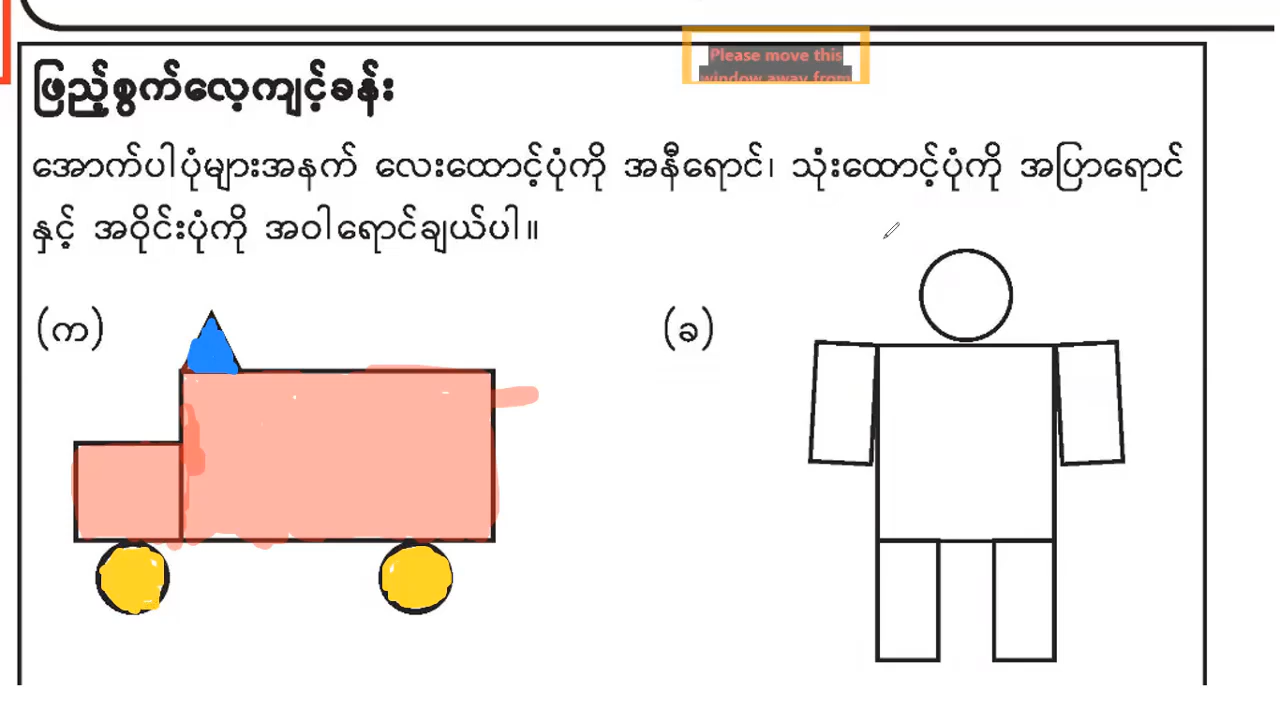 Please move this
window away from
ဖြည့်စွက်လေ့ကျင့်ခန်း
အောက်ပါပုံများအနက် လေးထောင့်ပုံကို အနီရောင်၊ သုံးထောင့်ပုံကို အပြာရောင်
နှင့် အဝိုင်းပုံကို အဝါရောင်ချယ်ပါ။
(က)
(ခ)